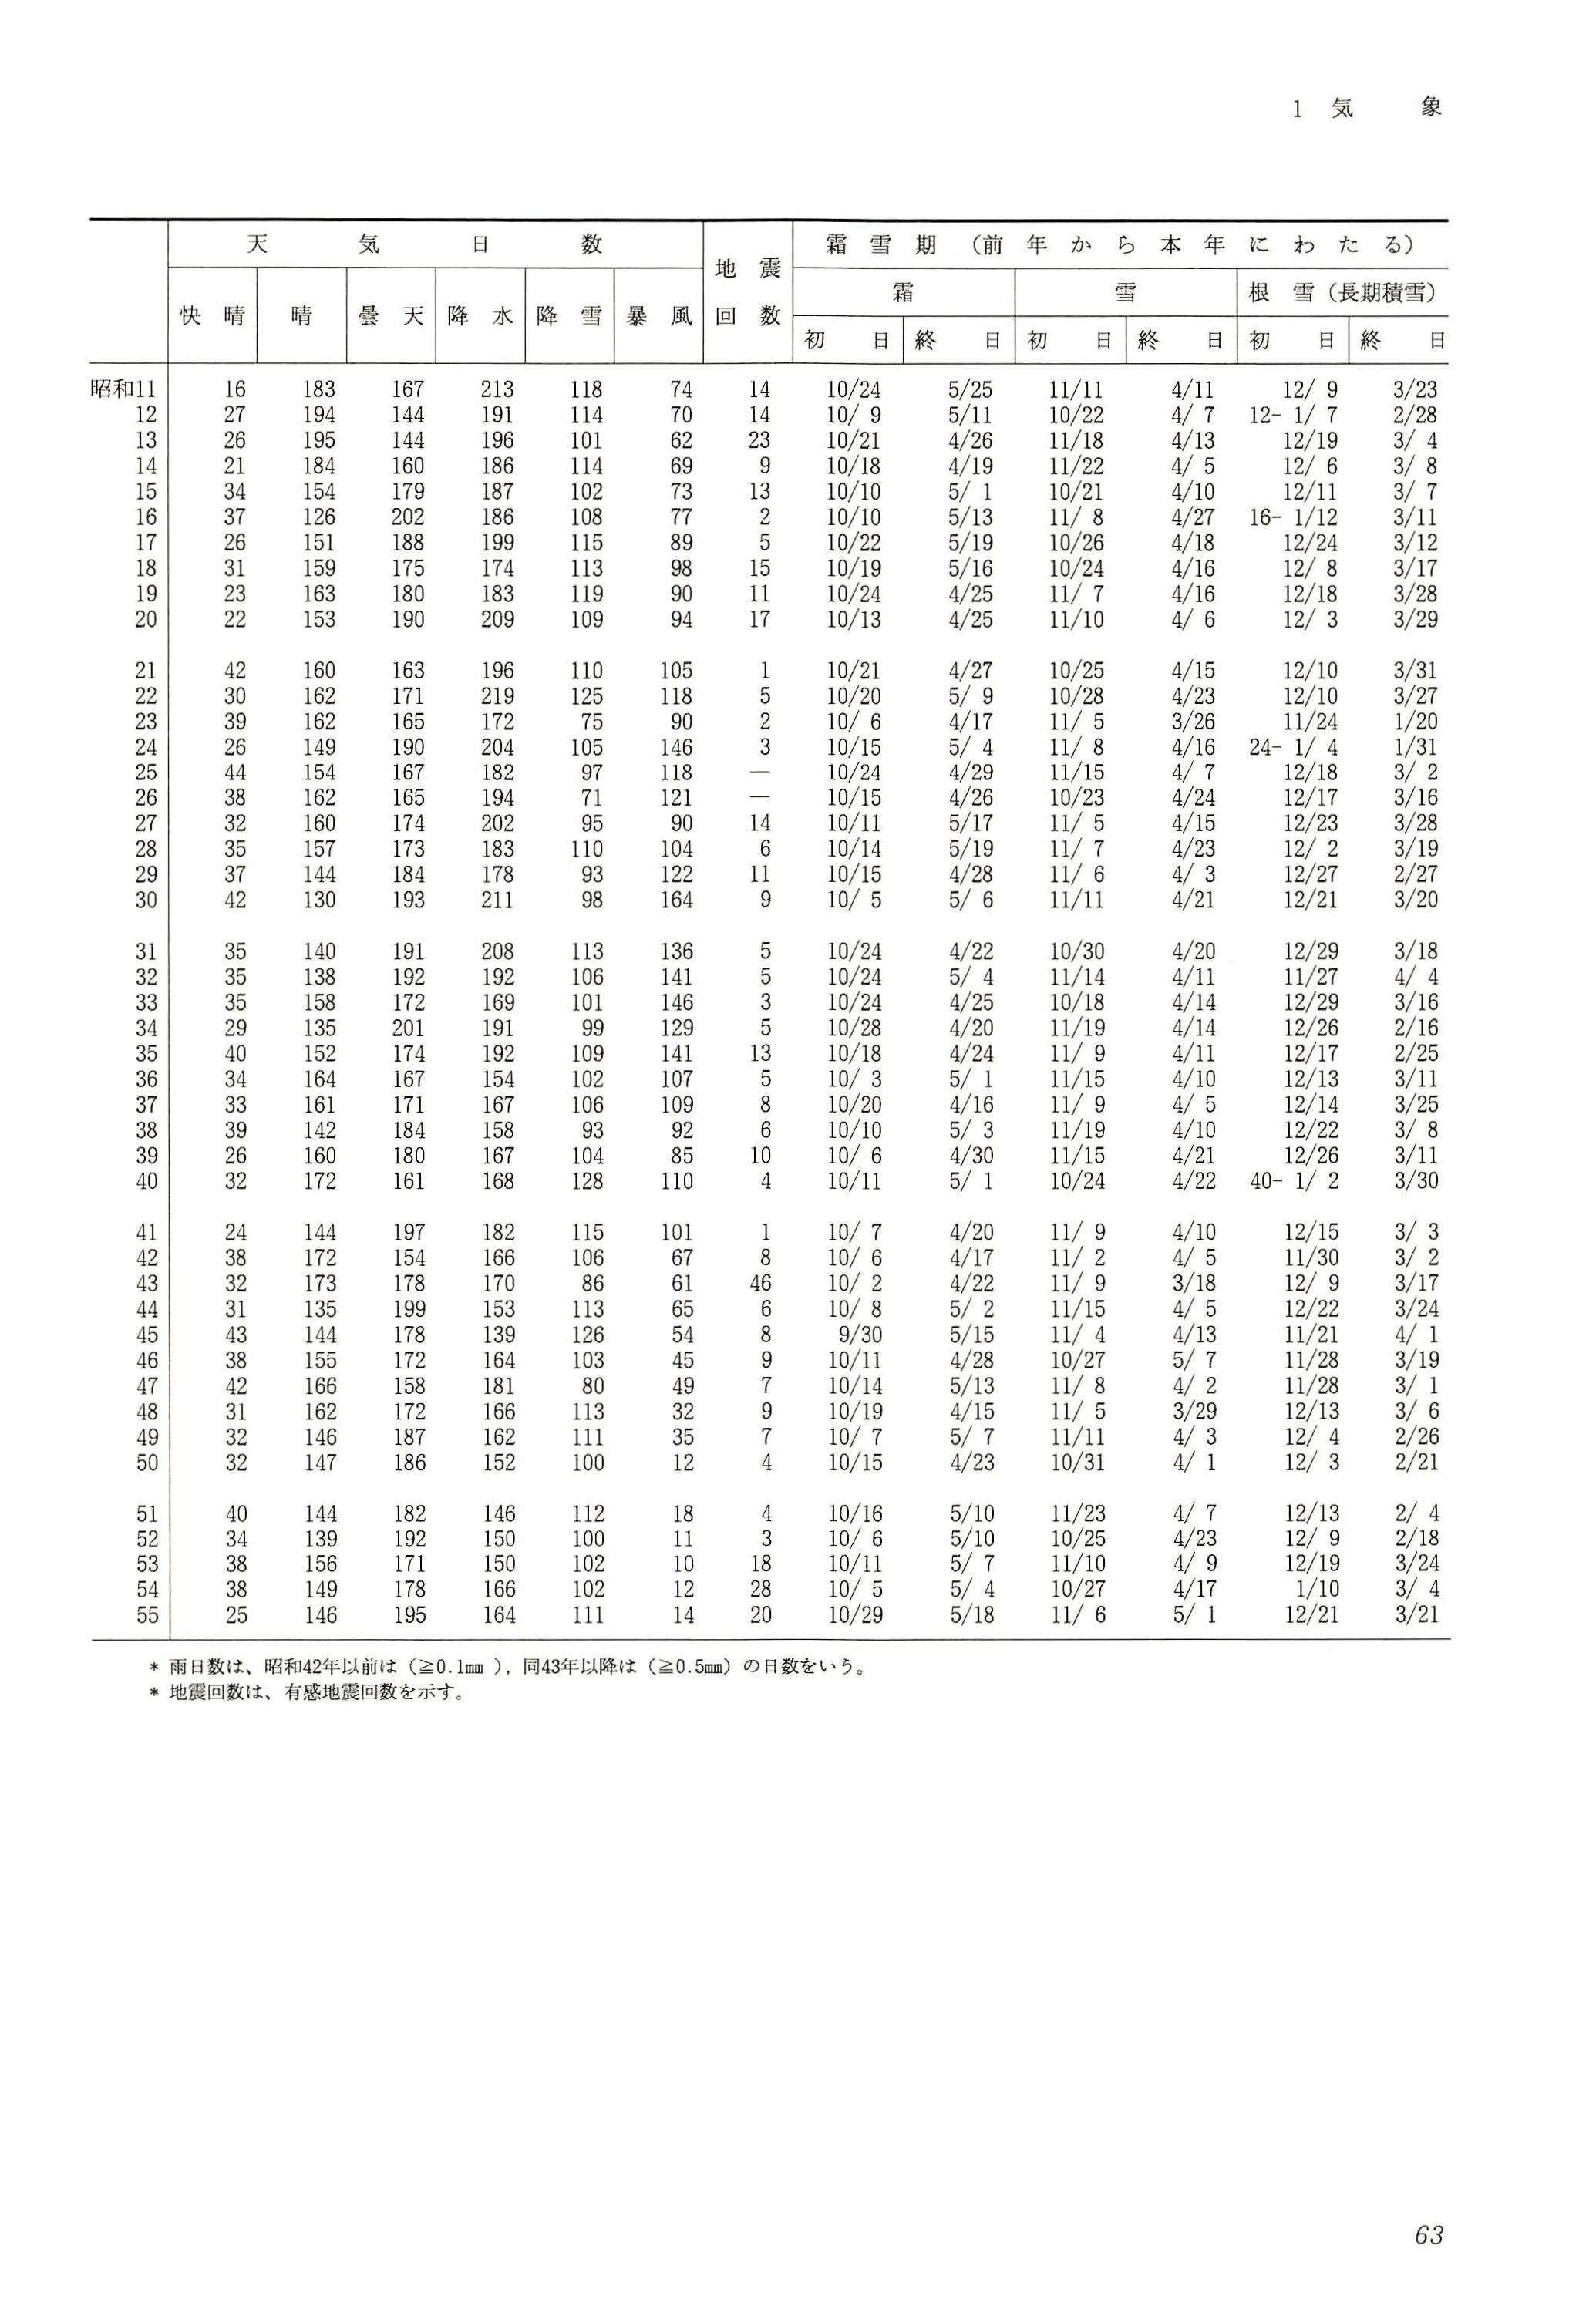 1 気 象
天 気 日 数 地 震 回 数 霜 雪 期 (前 年 か ら 本 年 に わ た る)
霜 雪 根 雪 (長期積雪)
快 晴 晴 曇 天 降 水 降 雪 暴 風 初 日 終 日 初 日 終 日 初 日 終 日
昭和11 16 183 167 213 118 74 14 10/24 5/25 11/11 4/11 12/ 9 3/23
12 27 194 144 191 114 70 14 10/ 9 5/11 10/22 4/ 7 12- 1/ 7 2/28
13 26 195 144 196 101 62 23 10/21 4/26 11/18 4/13 12/19 3/ 4
14 21 184 160 186 114 69 9 10/18 4/19 11/22 4/ 5 12/ 6 3/ 8
15 34 154 179 187 102 73 13 10/10 5/ 1 10/21 4/10 12/11 3/ 7
16 37 126 202 186 108 77 2 10/10 5/13 11/ 8 4/27 16- 1/12 3/11
17 26 151 188 199 115 89 5 10/22 5/19 10/26 4/18 12/24 3/12
18 31 159 175 174 113 98 15 10/19 5/16 10/24 4/16 12/ 8 3/17
19 23 163 180 183 119 90 11 10/24 4/25 11/ 7 4/16 12/18 3/28
20 22 153 190 209 109 94 17 10/13 4/25 11/10 4/ 6 12/ 3 3/29
21 42 160 163 196 110 105 1 10/21 4/27 10/25 4/15 12/10 3/31
22 30 162 171 219 125 118 5 10/20 5/ 9 10/28 4/23 12/10 3/27
23 39 162 165 172 75 90 2 10/ 6 4/17 11/ 5 3/26 11/24 1/20
24 26 149 190 204 105 146 3 10/15 5/ 4 11/ 8 4/16 24- 1/ 4 1/31
25 44 154 167 182 97 118 — 10/24 4/29 11/15 4/ 7 12/18 3/ 2
26 38 162 165 194 71 121 — 10/15 4/26 10/23 4/24 12/17 3/16
27 32 160 174 202 95 90 14 10/11 5/17 11/ 5 4/15 12/23 3/28
28 35 157 173 183 110 104 6 10/14 5/19 11/ 7 4/23 12/ 2 3/19
29 37 144 184 178 93 122 11 10/15 4/28 11/ 6 4/ 3 12/27 2/27
30 42 130 193 211 98 164 9 10/ 5 5/ 6 11/11 4/21 12/21 3/20
31 35 140 191 208 113 136 5 10/24 4/22 10/30 4/20 12/29 3/18
32 35 138 192 192 106 141 5 10/24 5/ 4 11/14 4/11 11/27 4/ 4
33 35 158 172 169 101 146 3 10/24 4/25 10/18 4/14 12/29 3/16
34 29 135 201 191 99 129 5 10/28 4/20 11/19 4/14 12/26 2/16
35 40 152 174 192 109 141 13 10/18 4/24 11/ 9 4/11 12/17 2/25
36 34 164 167 154 102 107 5 10/ 3 5/ 1 11/15 4/10 12/13 3/11
37 33 161 171 167 106 109 8 10/20 4/16 11/ 9 4/ 5 12/14 3/25
38 39 142 184 158 93 92 6 10/10 5/ 3 11/19 4/10 12/22 3/ 8
39 26 160 180 167 104 85 10 10/ 6 4/30 11/15 4/21 12/26 3/11
40 32 172 161 168 128 110 4 10/11 5/ 1 10/24 4/22 40- 1/ 2 3/30
41 24 144 197 182 115 101 1 10/ 7 4/20 11/ 9 4/10 12/15 3/ 3
42 38 172 154 166 106 67 8 10/ 6 4/17 11/ 2 4/ 5 11/30 3/ 2
43 32 173 178 170 86 61 46 10/ 2 4/22 11/ 9 3/18 12/ 9 3/17
44 31 135 199 153 113 65 6 10/ 8 5/ 2 11/15 4/ 5 12/22 3/24
45 43 144 178 139 126 54 8 9/30 5/15 11/ 4 4/13 11/21 4/ 1
46 38 155 172 164 103 45 9 10/11 4/28 10/27 5/ 7 11/28 3/19
47 42 166 158 181 80 49 7 10/14 5/13 11/ 8 4/ 2 11/28 3/ 1
48 31 162 172 166 113 32 9 10/19 4/15 11/ 5 3/29 12/13 3/ 6
49 32 146 187 162 111 35 7 10/ 7 5/ 7 11/11 4/ 3 12/ 4 2/26
50 32 147 186 152 100 12 4 10/15 4/23 10/31 4/ 1 12/ 3 2/21
51 40 144 182 146 112 18 4 10/16 5/10 11/23 4/ 7 12/13 2/ 4
52 34 139 192 150 100 11 3 10/ 6 5/10 10/25 4/23 12/ 9 2/18
53 38 156 171 150 102 10 18 10/11 5/ 7 11/10 4/ 9 12/19 3/24
54 38 149 178 166 102 12 28 10/ 5 5/ 4 10/27 4/17 1/10 3/ 4
55 25 146 195 164 111 14 20 10/29 5/18 11/ 6 5/ 1 12/21 3/21
* 雨日数は、昭和42年以前は (≧0.1㎜ ), 同43年以降は (≧0.5㎜) の日数をいう。
* 地震回数は、有感地震回数を示す。
63